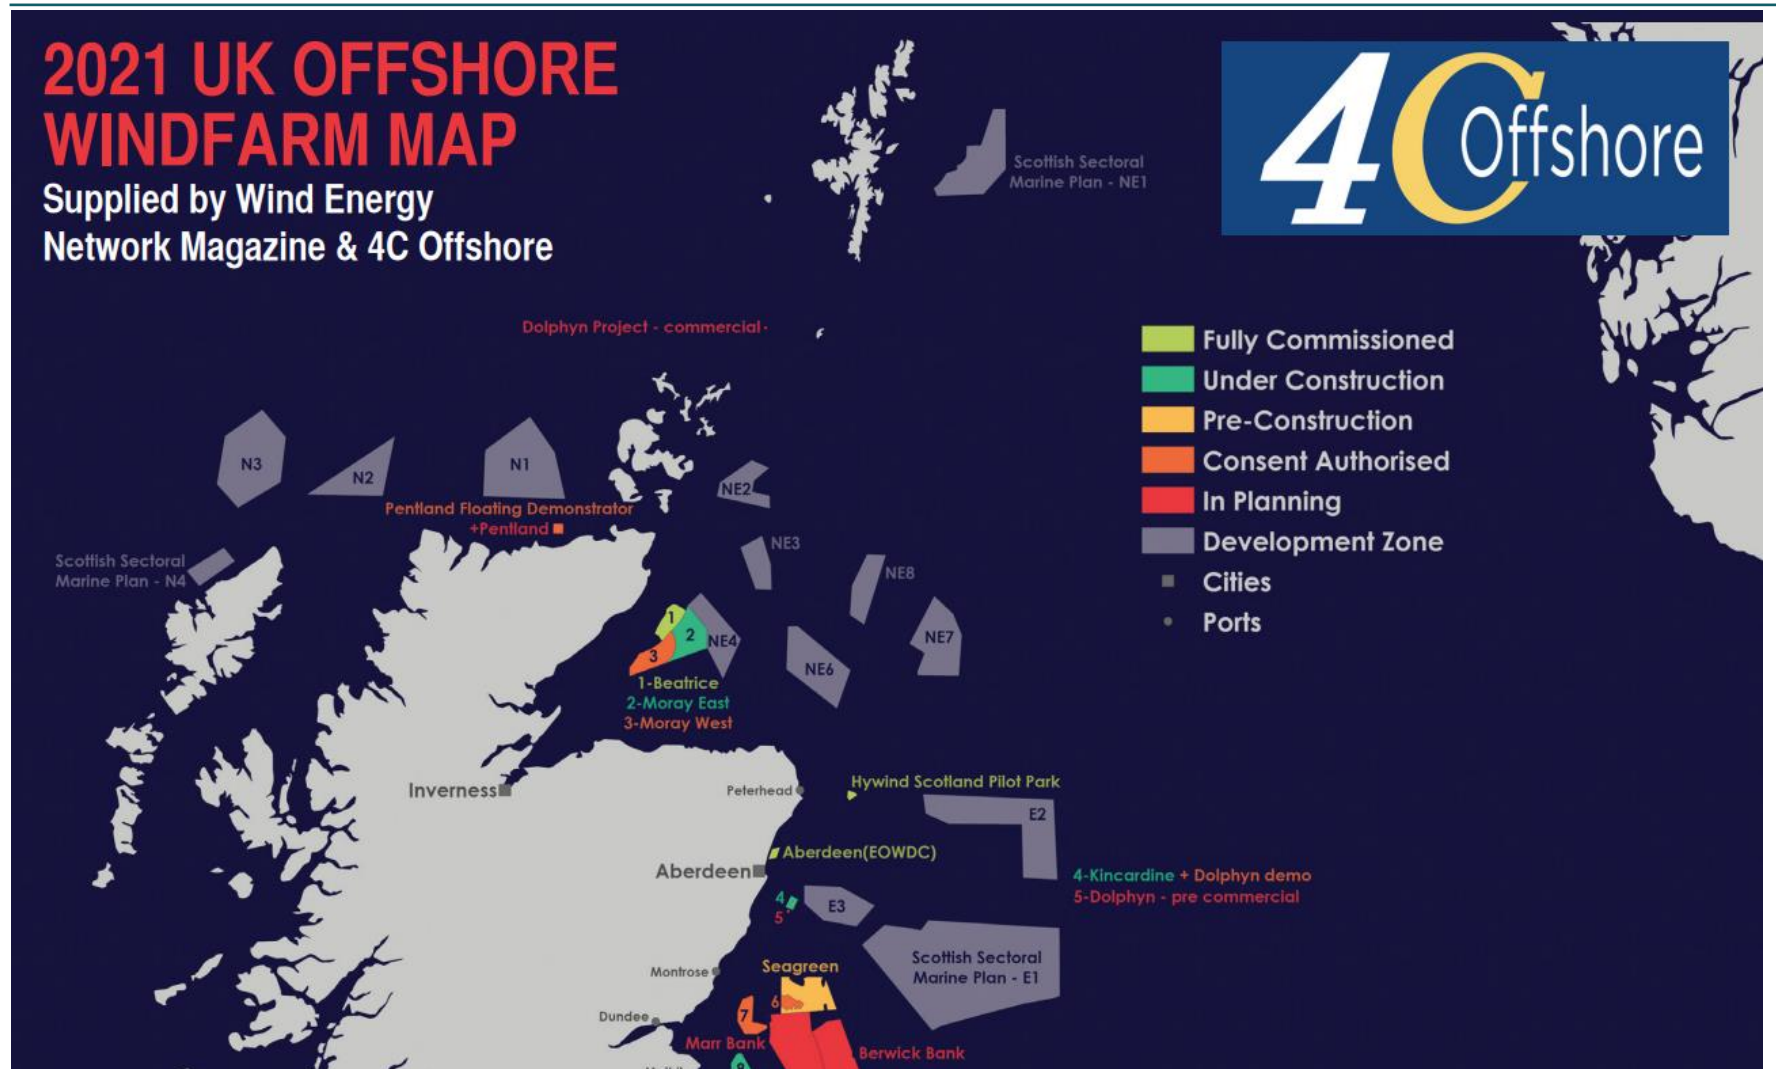 2021 UK OFFSHORE
WINDFARM MAP
Supplied by Wind Energy
Network Magazine & 4C Offshore
4C Offshore
Scottish Sectoral
Marine Plan - NE1
Dolphyn Project - commercial
Fully Commissioned
Under Construction
Pre-Construction
Consent Authorised
In Planning
Development Zone
Cities
Ports
N3
N2
N1
NE2
Pentland Floating Demonstrator
+Pentland
NE3
Scottish Sectoral
Marine Plan - N4
NE8
1
2
3
NE4
NE6
NE7
1-Beatrice
2-Moray East
3-Moray West
Inverness
Peterhead
Hywind Scotland Pilot Park
E2
Aberdeen(EOWDC)
Aberdeen
4-Kincardine + Dolphyn demo
5-Dolphyn - pre commercial
4
5
E3
Scottish Sectoral
Marine Plan - E1
Montrose
Seagreen
6
7
Dundee
Marr Bank
Berwick Bank